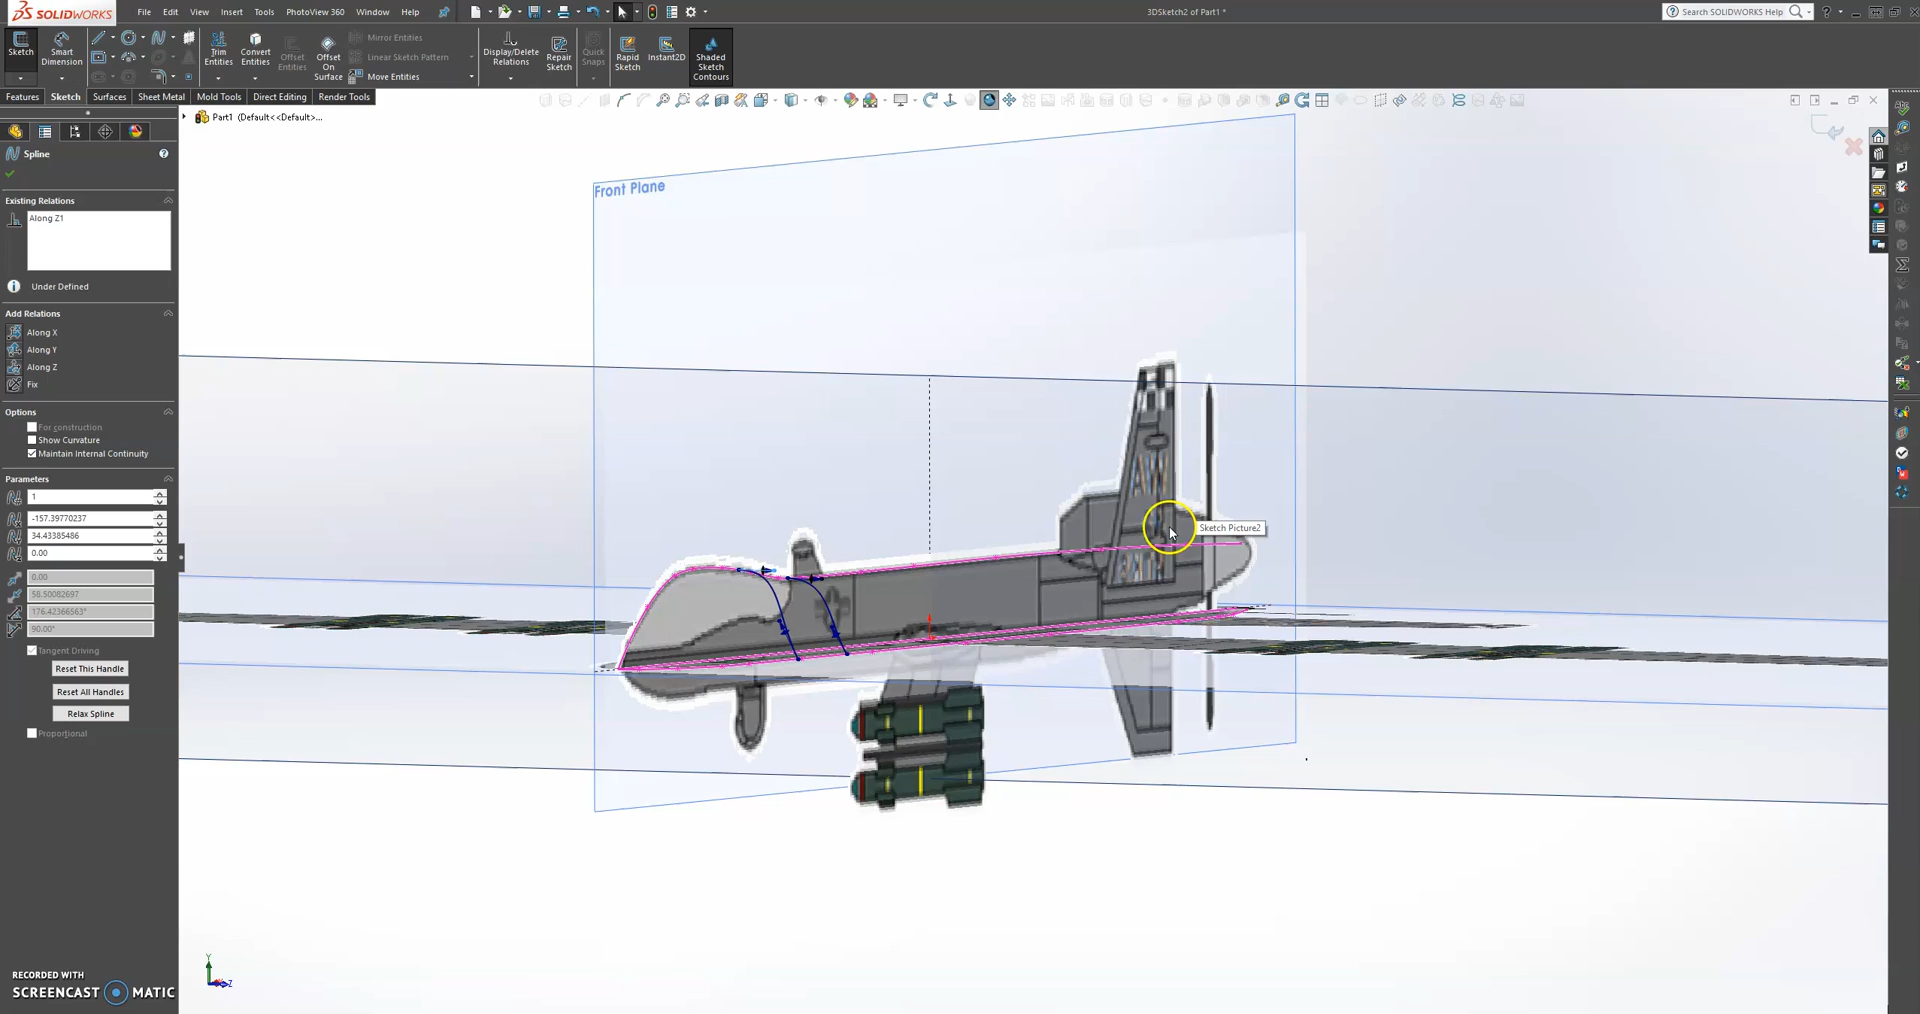 SOLIDWORKS
File Edit View Insert Tools PhotoView 360 Window Help
3DSketch2 of Part1 *
Search SOLIDWORKS Help
Sketch
Smart Dimension
Trim Entities
Convert Entities
Offset Entities
Offset On Surface
Mirror Entities
Linear Sketch Pattern
Move Entities
Display/Delete Relations
Repair Sketch
Quick Snaps
Rapid Sketch
Instant2D
Shaded Sketch Contours
Features Sketch Surfaces Sheet Metal Mold Tools Direct Editing Render Tools
Part1 (Default<<Default>...
Spline
Existing Relations
Along Z1
Under Defined
Add Relations
Along X
Along Y
Along Z
Fix
Options
For construction
Show Curvature
Maintain Internal Continuity
Parameters
1
-157.39770237
34.43385486
0.00
0.00
58.50082697
176.42366563°
90.00°
Tangent Driving
Reset This Handle
Reset All Handles
Relax Spline
Proportional
Front Plane
Sketch Picture2
Y
Z
RECORDED WITH
SCREENCAST MATIC